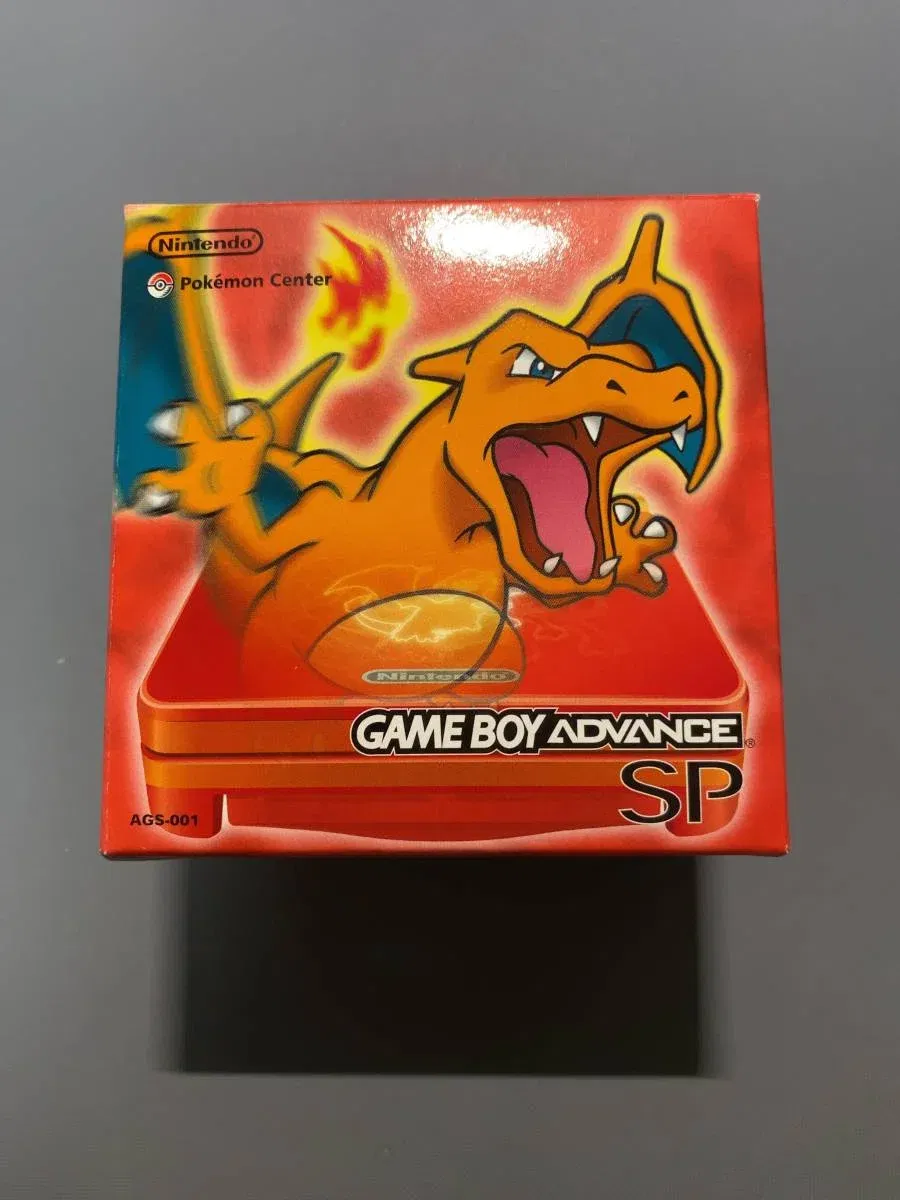 Nintendo®
Pokémon Center
Nintendo
GAME BOY ADVANCE®
SP
AGS-001